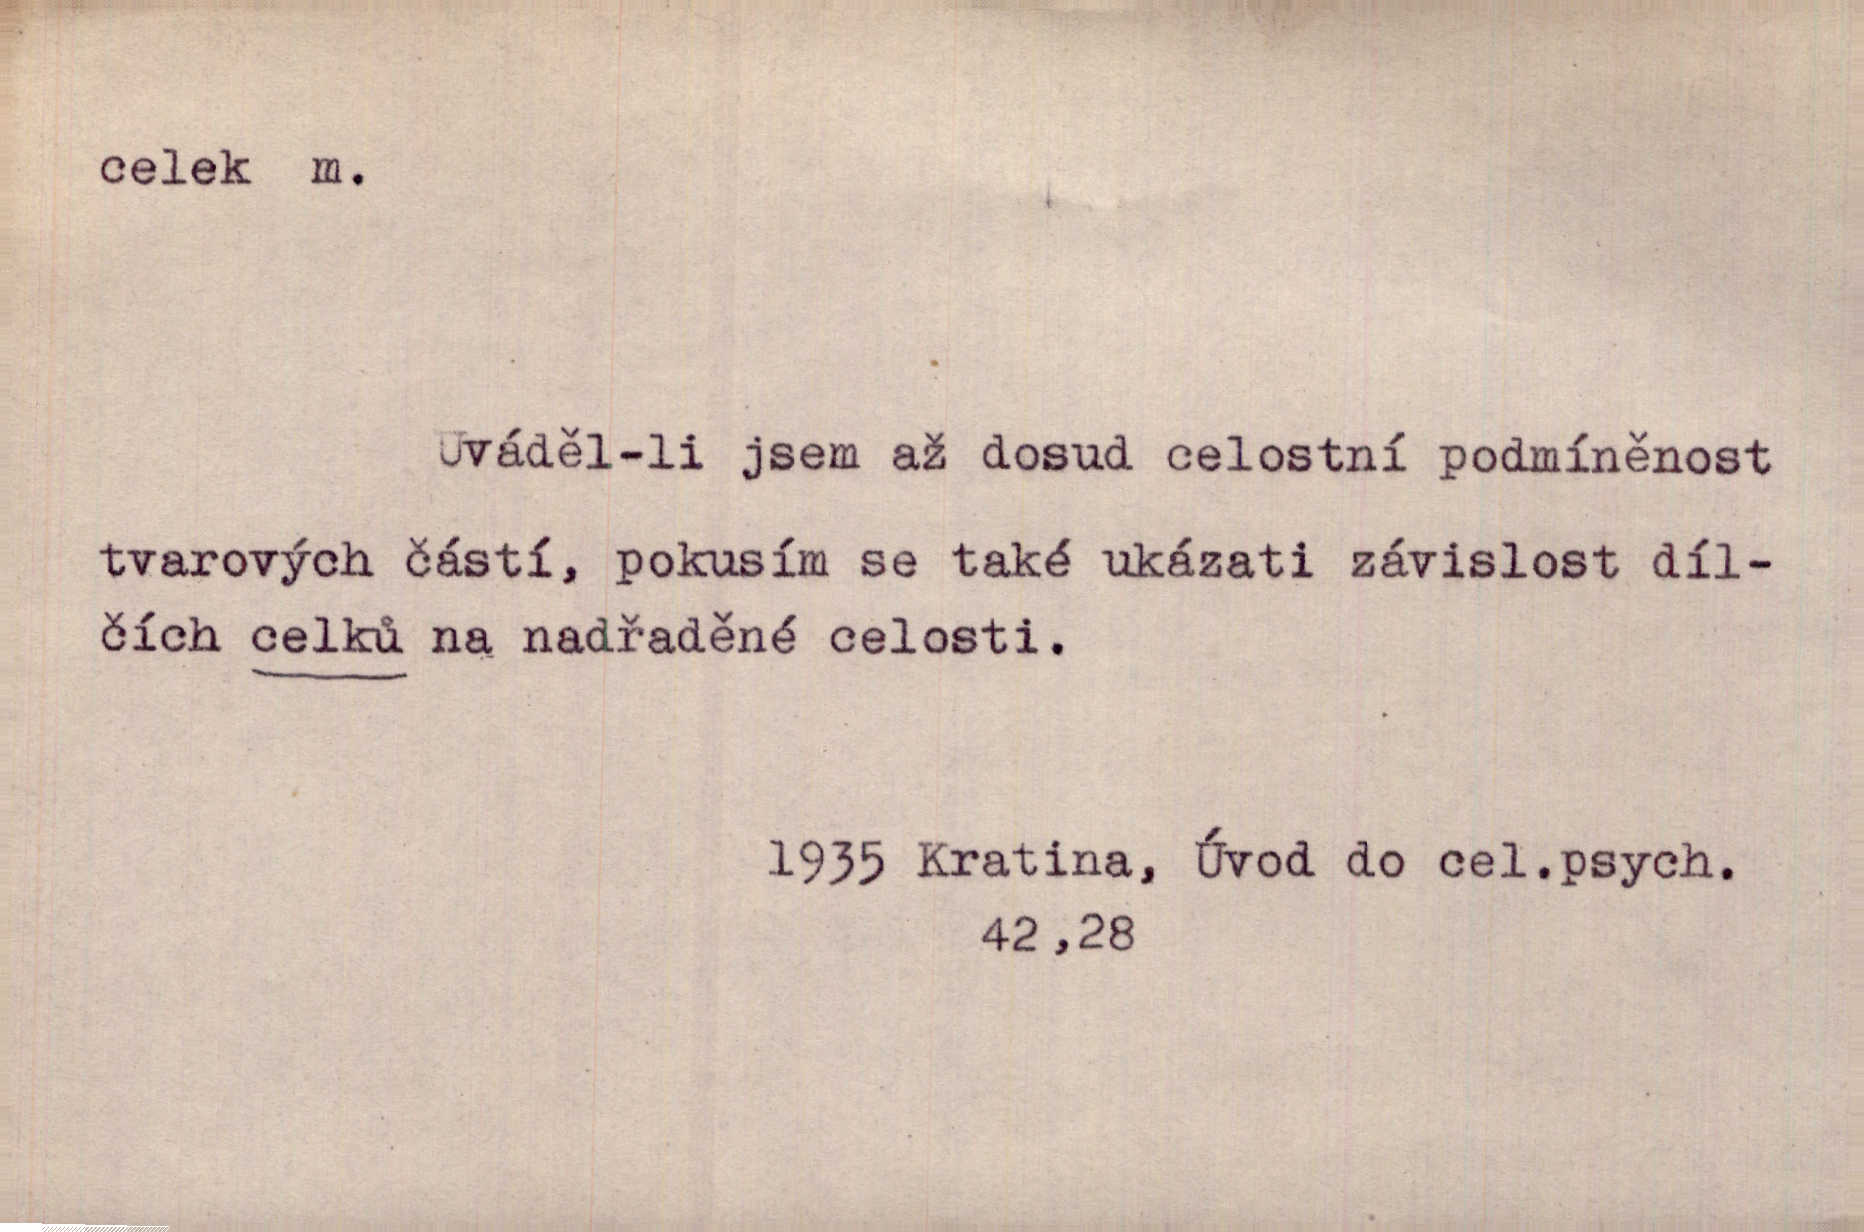 celek m.
Uváděl-li jsem až dosud celostní podmíněnost
tvarových částí, pokusím se také ukázati závislost díl-
čích celků na nadřaděné celosti.
1935 Kratina, Úvod do cel.psych.
42,28